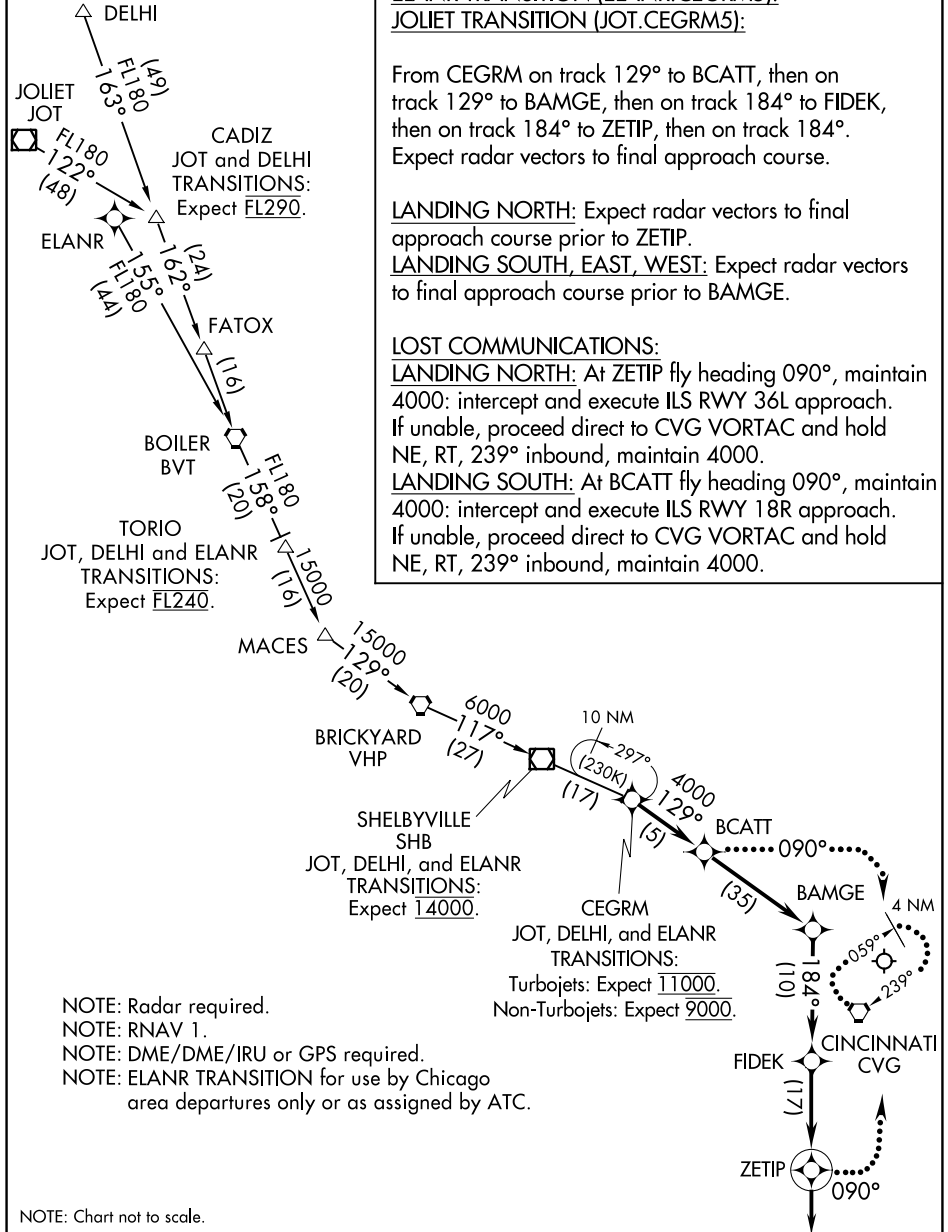 DELHI
(49)
FL180
163°
JOLIET
JOT
FL180
122°
(48)
CADIZ
JOT and DELHI
TRANSITIONS:
Expect FL290.
ELANR
155°
FL180
(44)
(24)
162°
FATOX
(16)
BOILER
BVT
FL180
158°
(20)
TORIO
JOT, DELHI and ELANR
TRANSITIONS:
Expect FL240.
15000
(16)
MACES
15000
129°
(20)
BRICKYARD
VHP
6000
117°
(27)
SHELBYVILLE
SHB
JOT, DELHI, and ELANR
TRANSITIONS:
Expect 14000.
10 NM
297°
(230K)
(17)
4000
129°
(5)
CEGRM
JOT, DELHI, and ELANR
TRANSITIONS:
Turbojets: Expect 11000.
Non-Turbojets: Expect 9000.
BCATT
090°
(35)
BAMGE
4 NM
059°
239°
184°
(10)
CINCINNATI
CVG
FIDEK
(17)
ZETIP
090°
JOLIET TRANSITION (JOT.CEGRM5):
From CEGRM on track 129° to BCATT, then on
track 129° to BAMGE, then on track 184° to FIDEK,
then on track 184° to ZETIP, then on track 184°.
Expect radar vectors to final approach course.
LANDING NORTH: Expect radar vectors to final
approach course prior to ZETIP.
LANDING SOUTH, EAST, WEST: Expect radar vectors
to final approach course prior to BAMGE.
LOST COMMUNICATIONS:
LANDING NORTH: At ZETIP fly heading 090°, maintain
4000: intercept and execute ILS RWY 36L approach.
If unable, proceed direct to CVG VORTAC and hold
NE, RT, 239° inbound, maintain 4000.
LANDING SOUTH: At BCATT fly heading 090°, maintain
4000: intercept and execute ILS RWY 18R approach.
If unable, proceed direct to CVG VORTAC and hold
NE, RT, 239° inbound, maintain 4000.
NOTE: Radar required.
NOTE: RNAV 1.
NOTE: DME/DME/IRU or GPS required.
NOTE: ELANR TRANSITION for use by Chicago
area departures only or as assigned by ATC.
NOTE: Chart not to scale.